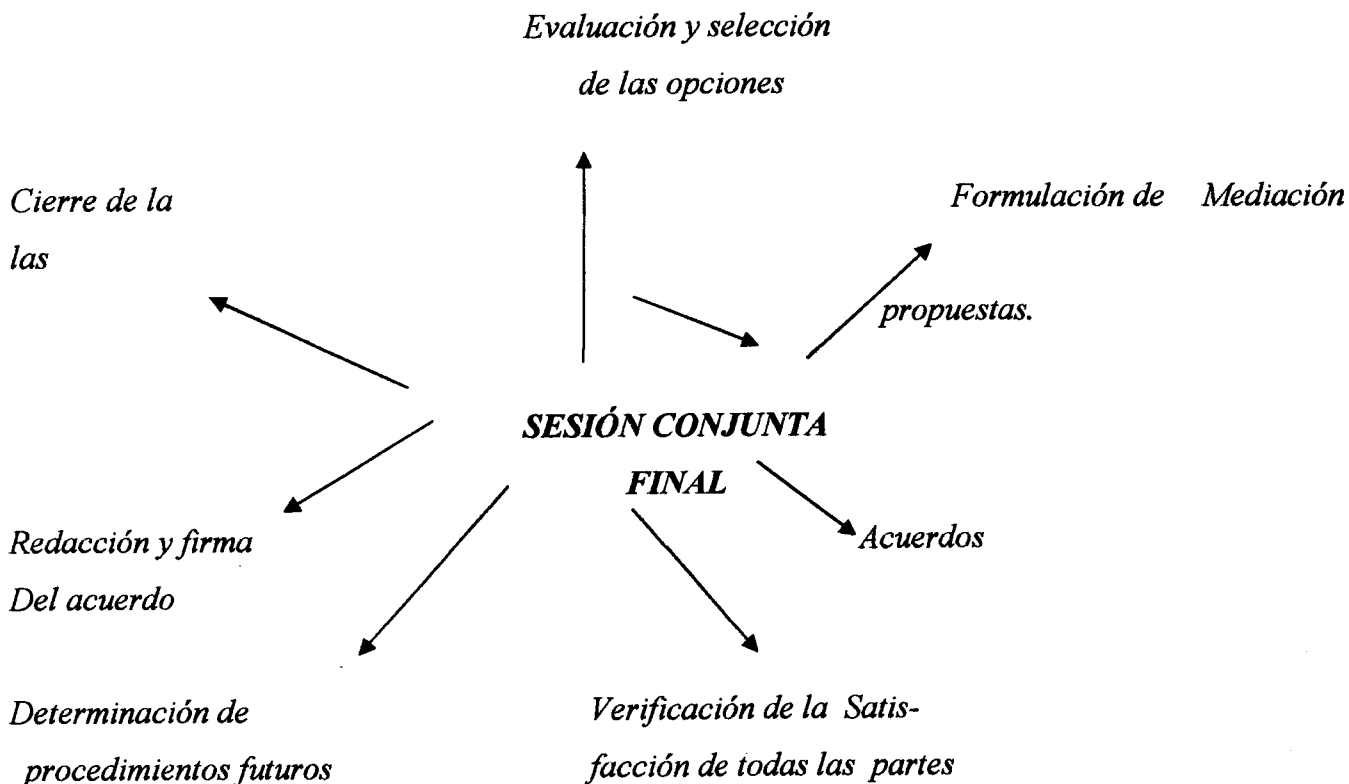 Evaluación y selección
de las opciones
Cierre de la
las
Formulación de Mediación
propuestas.
SESIÓN CONJUNTA
FINAL
Redacción y firma
Del acuerdo
Acuerdos
Determinación de
procedimientos futuros
Verificación de la Satis-
facción de todas las partes